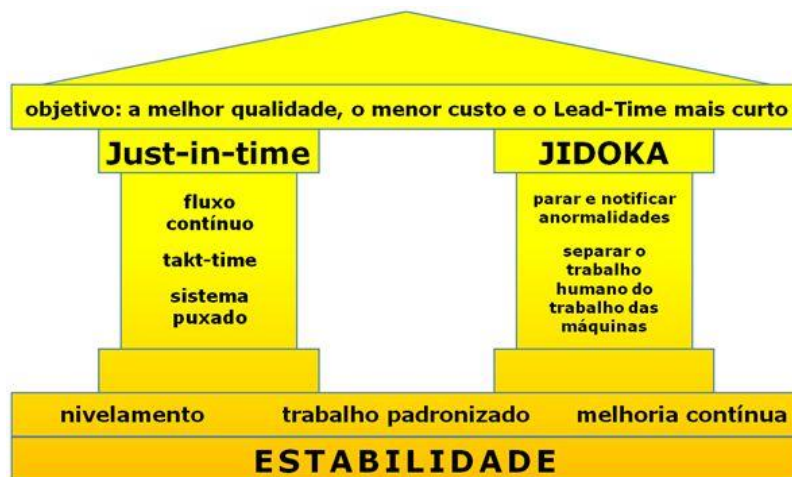 objetivo: a melhor qualidade, o menor custo e o Lead-Time mais curto
Just-in-time
fluxo
contínuo
takt-time
sistema
puxado
JIDOKA
parar e notificar
anormalidades
separar o
trabalho
humano do
trabalho das
máquinas
nivelamento trabalho padronizado melhoria contínua
ESTABILIDADE